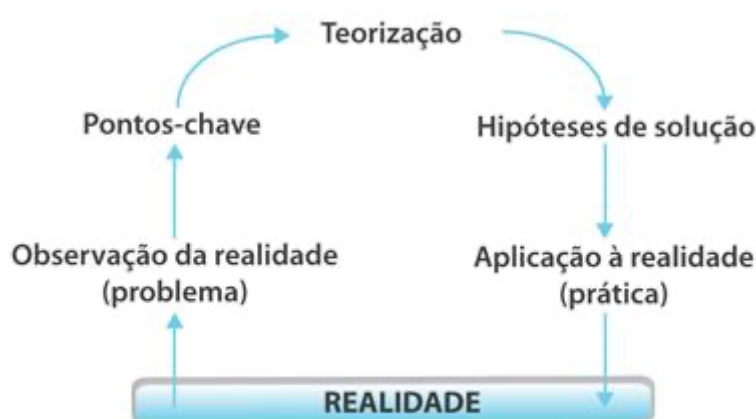 Teorização
Pontos-chave
Hipóteses de solução
Observação da realidade
(problema)
Aplicação à realidade
(prática)
REALIDADE